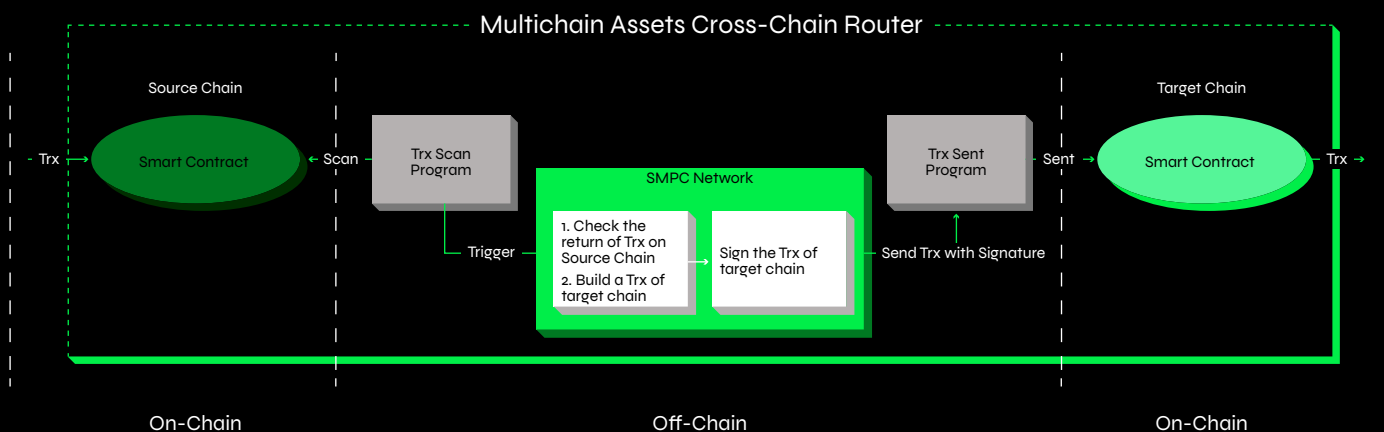 Multichain Assets Cross-Chain Router
Source Chain
Target Chain
Trx
Smart Contract
Scan
Trx Scan
Program
SMPC Network
1. Check the
return of Trx on
Source Chain
2. Build a Trx of
target chain
Sign the Trx of
target chain
Trigger
Send Trx with Signature
Trx Sent
Program
Sent
Smart Contract
Trx
On-Chain
Off-Chain
On-Chain